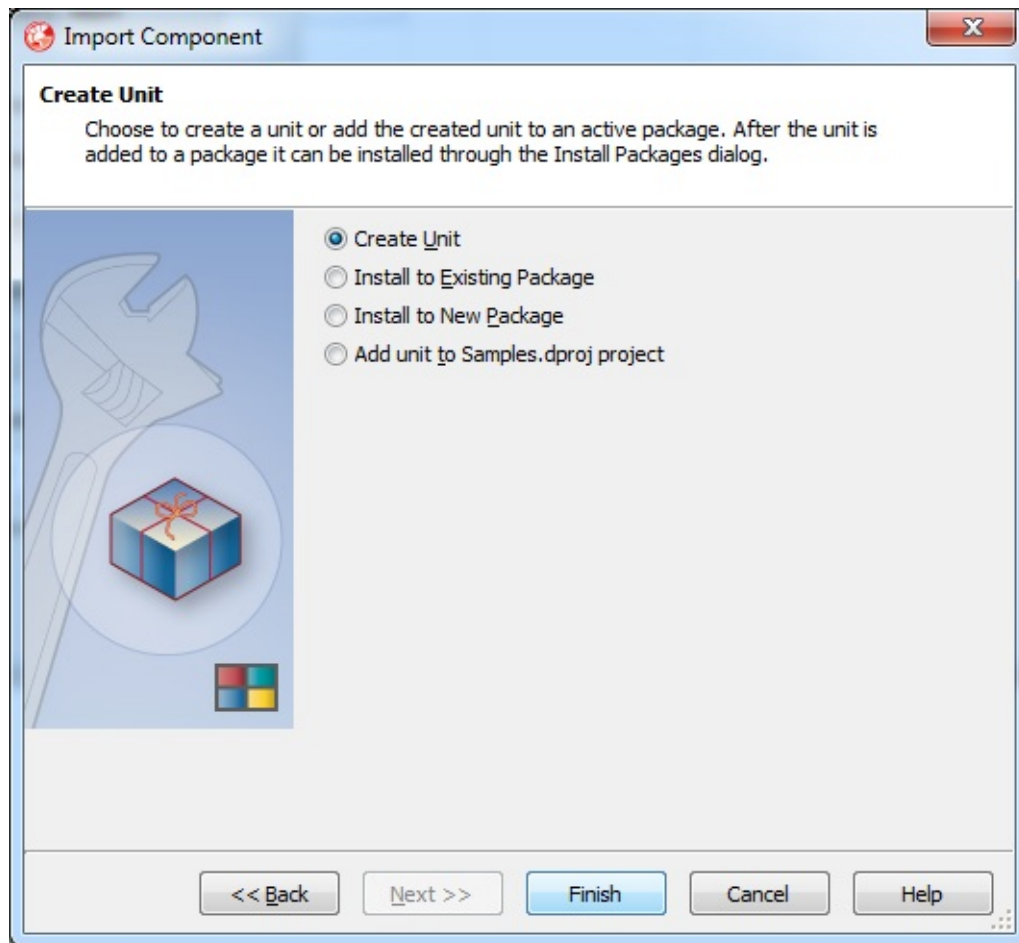 Import Component
Create Unit
Choose to create a unit or add the created unit to an active package. After the unit is
added to a package it can be installed through the Install Packages dialog.
Create Unit
Install to Existing Package
Install to New Package
Add unit to Samples.dproj project
<< Back
Next >>
Finish
Cancel
Help